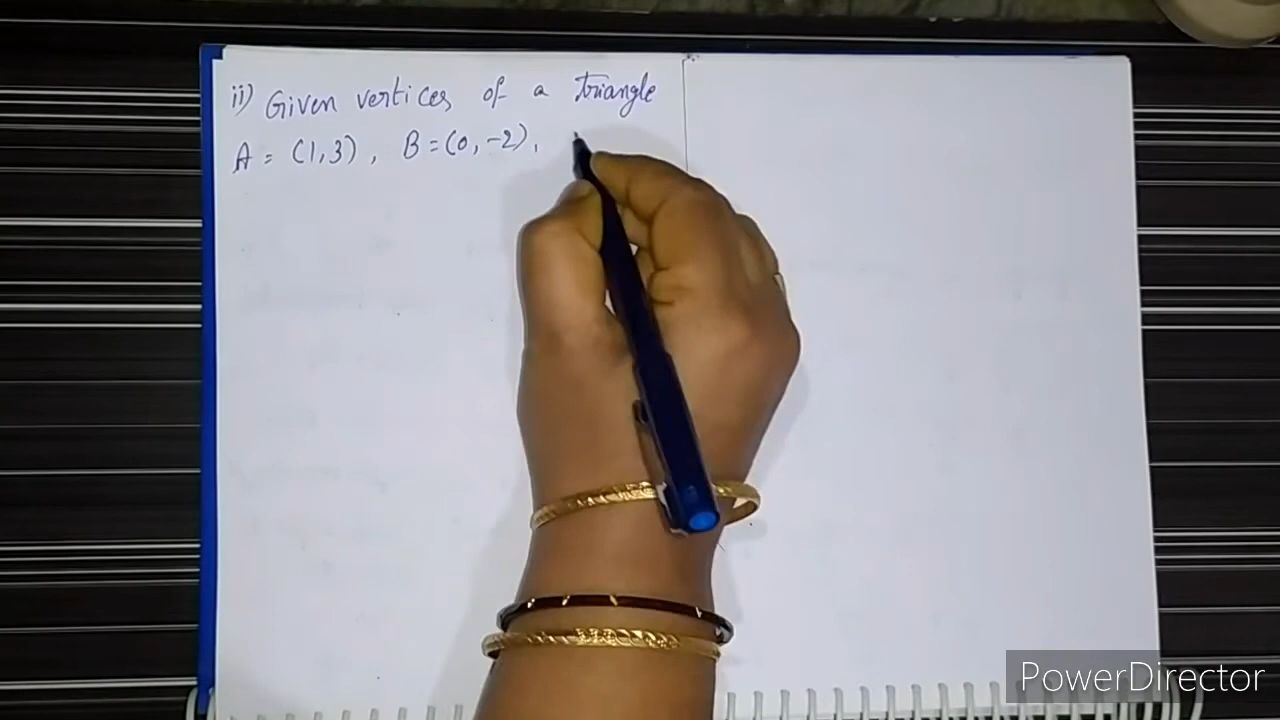 ii) Given vertices of a triangle
A = (1,3), B = (0,-2),
PowerDirector